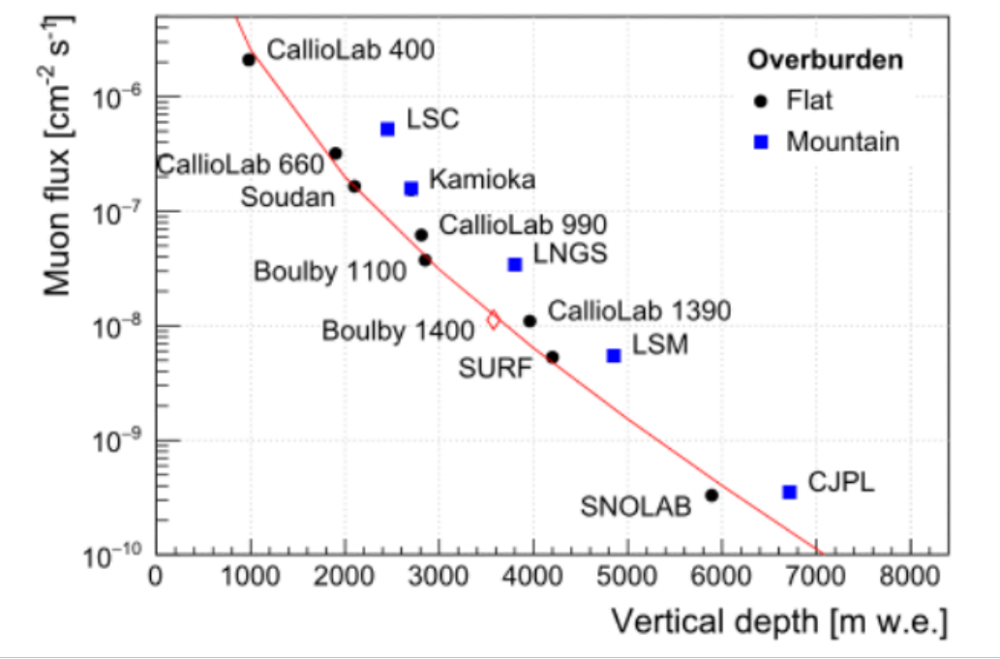 Muon flux [cm⁻² s⁻¹]
10⁻⁶
10⁻⁷
10⁻⁸
10⁻⁹
10⁻¹⁰
CallioLab 400
LSC
CallioLab 660
Kamioka
Soudan
CallioLab 990
LNGS
Boulby 1100
CallioLab 1390
Boulby 1400
LSM
SURF
CJPL
SNOLAB
Overburden
Flat
Mountain
0 1000 2000 3000 4000 5000 6000 7000 8000
Vertical depth [m w.e.]